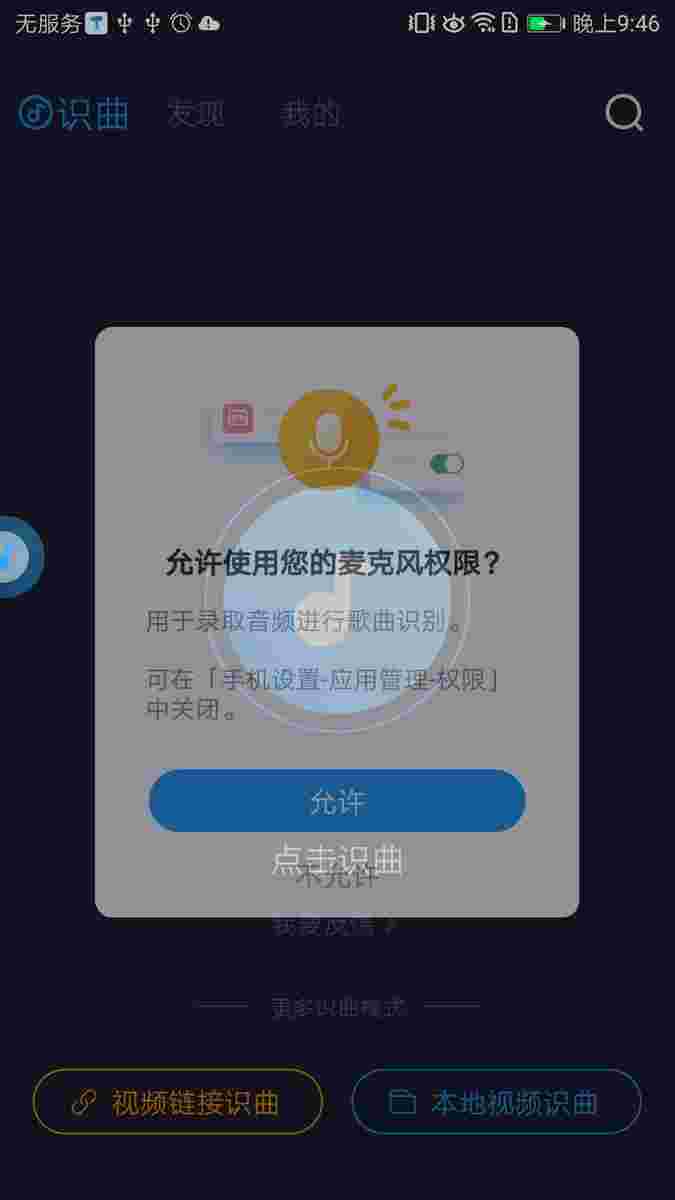 无服务
晚上9:46
识曲
发现
我的
允许使用您的麦克风权限？
用于录取音频进行歌曲识别。
可在「手机设置-应用管理-权限」
中关闭。
允许
点击识曲
不允许
我要反馈
更多识曲模式
视频链接识曲
本地视频识曲